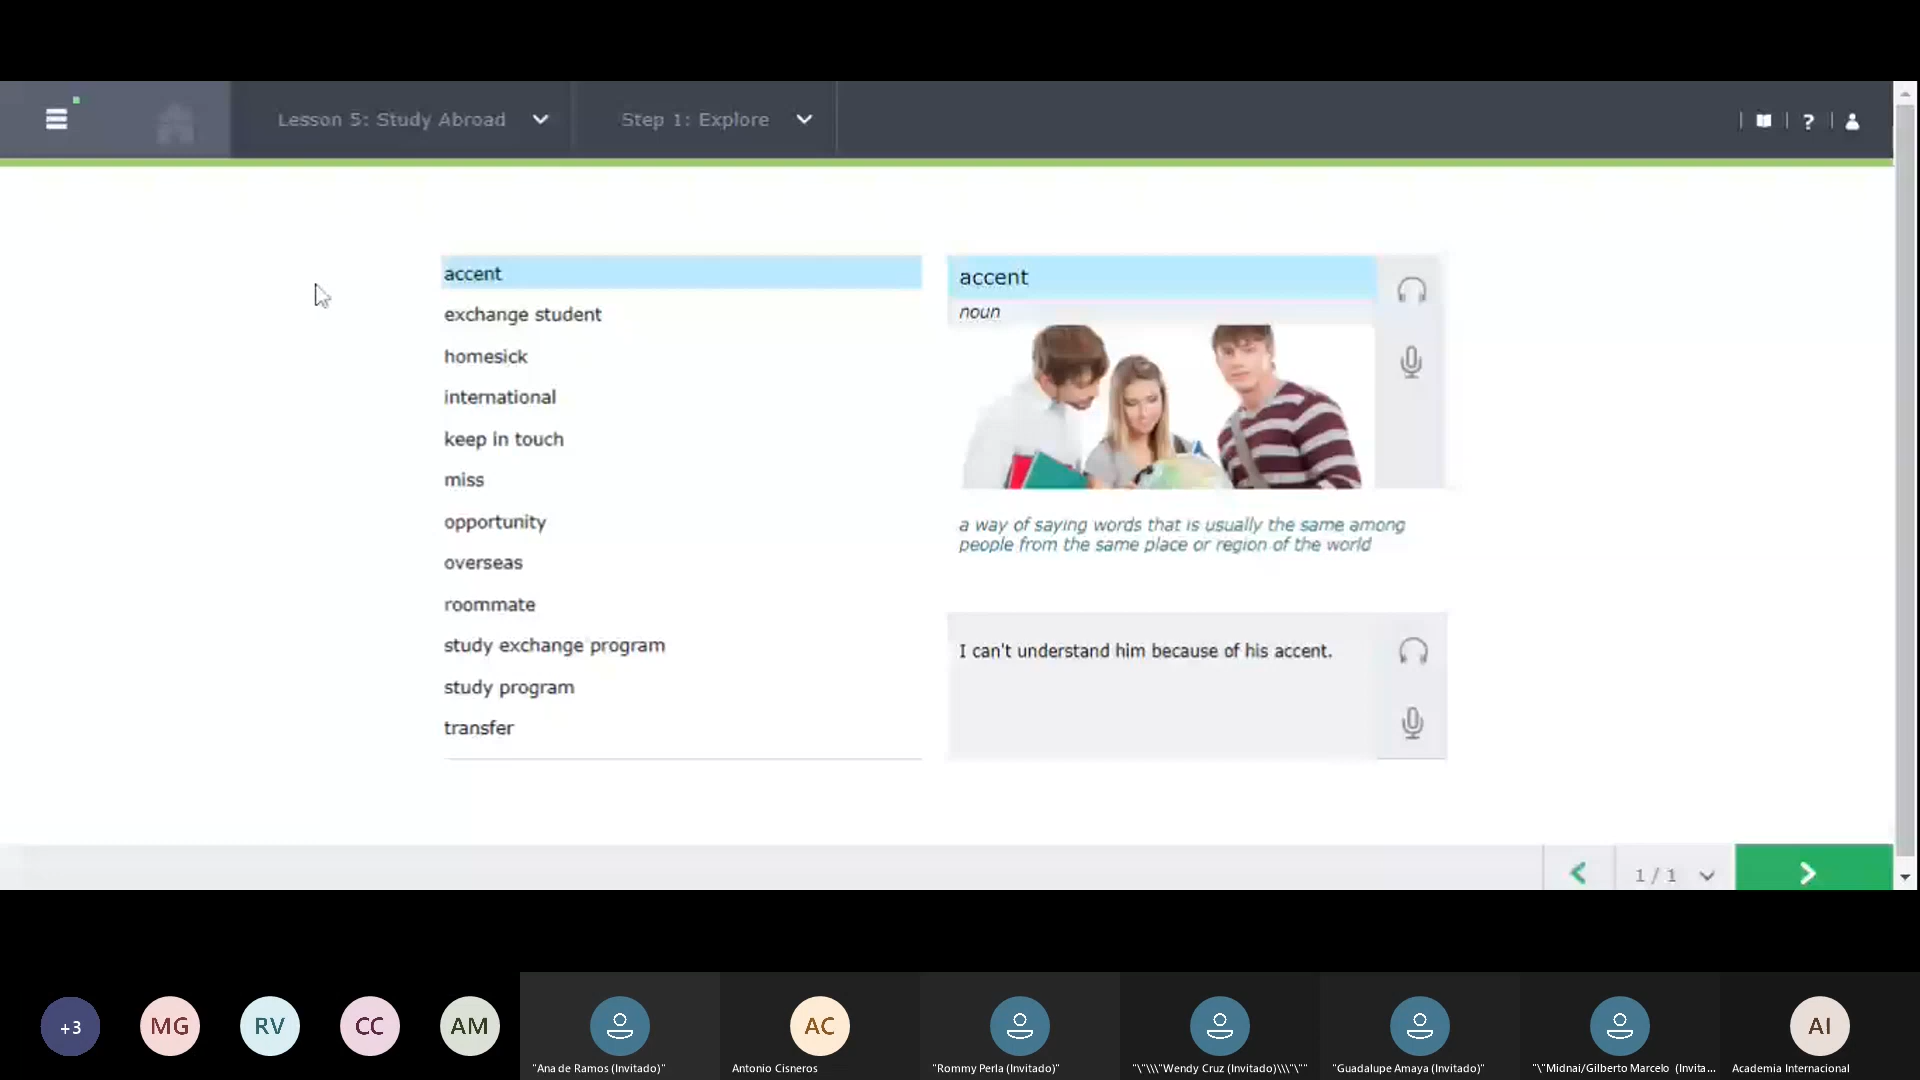 Lesson 5: Study Abroad
Step 1: Explore
?
accent
exchange student
homesick
international
keep in touch
miss
opportunity
overseas
roommate
study exchange program
study program
transfer
accent
noun
a way of saying words that is usually the same among
people from the same place or region of the world
I can't understand him because of his accent.
1 / 1
+3
MG
RV
CC
AM
"Ana de Ramos (Invitado)"
AC
Antonio Cisneros
"Rommy Perla (Invitado)"
"\"\\\"Wendy Cruz (Invitado)\\\"\""
"Guadalupe Amaya (Invitado)"
"\"Midnai/Gilberto Marcelo (Invita...
AI
Academia Internacional